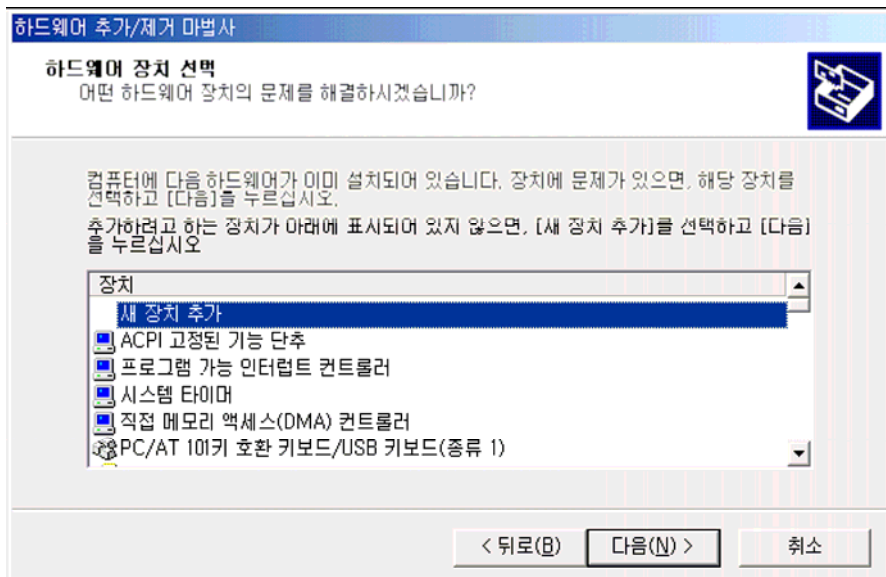 하드웨어 추가/제거 마법사
하드웨어 장치 선택
어떤 하드웨어 장치의 문제를 해결하시겠습니까?
컴퓨터에 다음 하드웨어가 이미 설치되어 있습니다. 장치에 문제가 있으면, 해당 장치를
선택하고 [다음]을 누르십시오.
추가하려고 하는 장치가 아래에 표시되어 있지 않으면, [새 장치 추가]를 선택하고 [다음]
을 누르십시오
장치
새 장치 추가
ACPI 고정된 기능 단추
프로그램 가능 인터럽트 컨트롤러
시스템 타이머
직접 메모리 액세스(DMA) 컨트롤러
PC/AT 101키 호환 키보드/USB 키보드(종류 1)
< 뒤로(B) 다음(N) > 취소